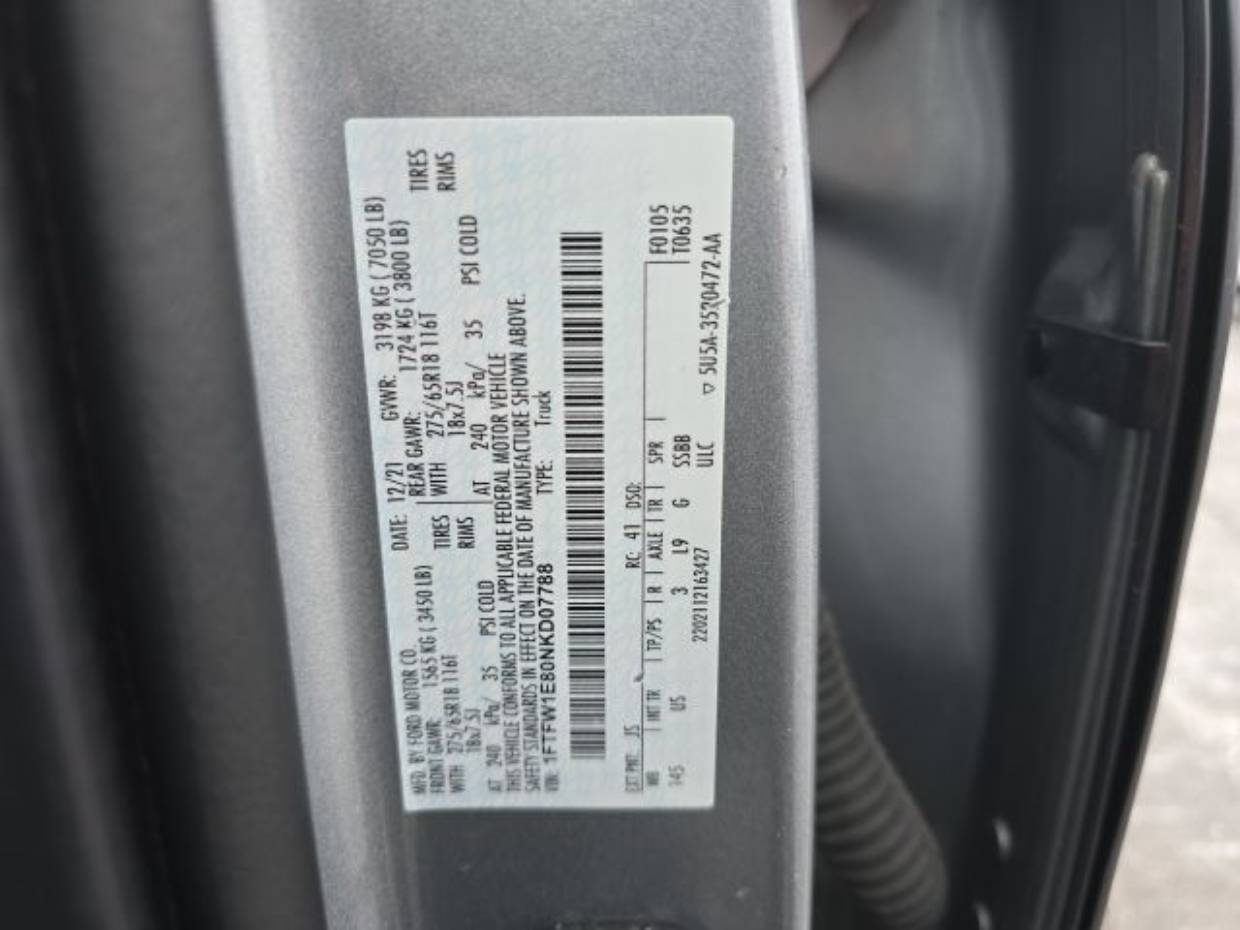 MFD. BY FORD MOTOR CO. DATE: 12/21 GVWR: 3198 KG ( 7050 LB)
FRONT GAWR: 1565 KG ( 3450 LB) REAR GAWR: 1724 KG ( 3800 LB)
WITH 275/65R18 116T TIRES WITH 275/65R18 116T TIRES
18x7.5J RIMS 18x7.5J RIMS
AT 240 kPa/ 35 PSI COLD AT 240 kPa/ 35 PSI COLD
THIS VEHICLE CONFORMS TO ALL APPLICABLE FEDERAL MOTOR VEHICLE
SAFETY STANDARDS IN EFFECT ON THE DATE OF MANUFACTURE SHOWN ABOVE.
VIN: 1FTFW1E80NKD07788 TYPE: Truck
EXT PNT: JS RC: 41 DSO: F0105
WB INT TR TP/PS R AXLE TR SPR T0635
145 US 3 L9 G SSBB
2202112163427 ULC ▽ 5U5A-3520472-AA